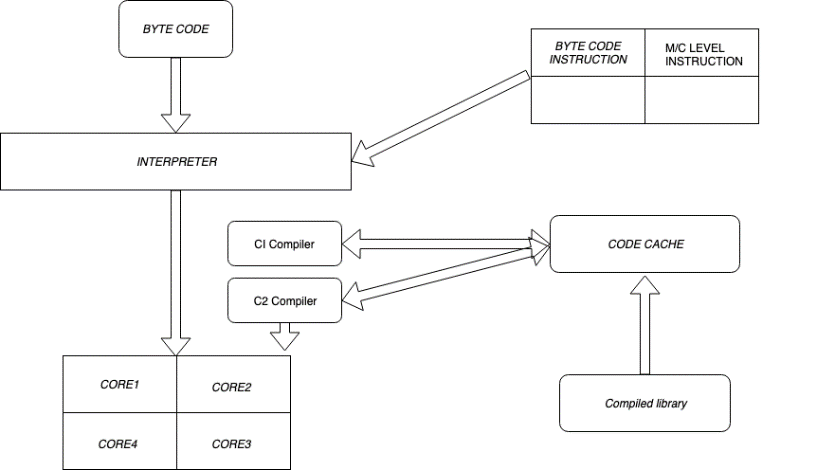 BYTE CODE
BYTE CODE
INSTRUCTION
M/C LEVEL
INSTRUCTION
INTERPRETER
CI Compiler
CODE CACHE
C2 Compiler
CORE1
CORE2
Compiled library
CORE4
CORE3